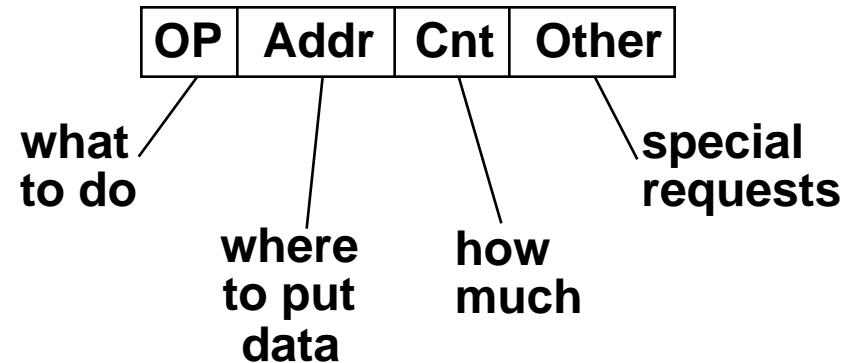 OP Addr Cnt Other
what
to do
where
to put
data
how
much
special
requests